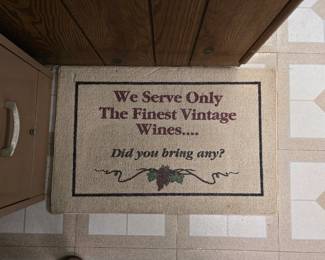 We Serve Only
The Finest Vintage
Wines....
Did you bring any?